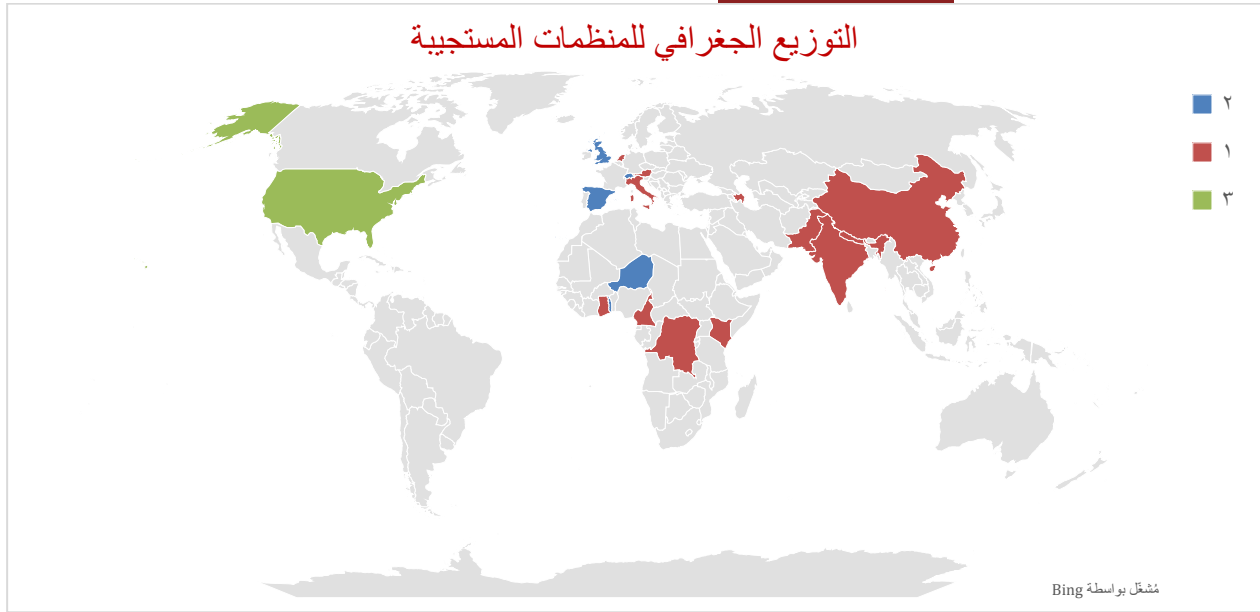 التوزيع الجغرافي للمنظمات المستجيبة
٢
١
٣
مُشغّل بواسطة Bing